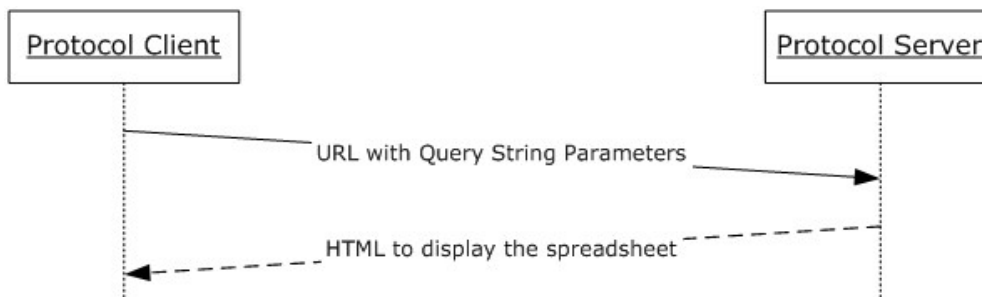 Protocol Client
Protocol Server
URL with Query String Parameters
HTML to display the spreadsheet